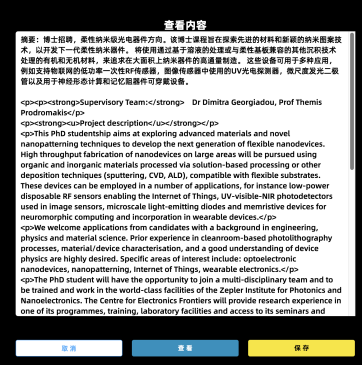 查看内容
摘要：博士招聘，柔性纳米级光电器件方向。该博士课程旨在探索先进的材料和新颖的纳米图案技
术，以开发下一代柔性纳米器件。 将使用通过基于溶液的处理或与柔性基板兼容的其他沉积技术
处理的有机和无机材料，来追求在大面积上纳米器件的高通量制造。 这些设备可用于多种应用，
例如支持物联网的低功率一次性RF传感器，图像传感器中使用的UV光电探测器，微尺度发光二极
管以及用于神经形态计算和记忆阻器件可穿戴设备。
<p><p><strong>Supervisory Team:</strong>    Dr Dimitra Georgiadou, Prof Themis
Prodromakis</p>
<p><strong><u>Project description</u></strong></p>
<p>This PhD studentship aims at exploring advanced materials and novel
nanopatterning techniques to develop the next generation of flexible nanodevices.
High throughput fabrication of nanodevices on large areas will be pursued using
organic and inorganic materials processed via solution-based processing or other
deposition techniques (sputtering, CVD, ALD), compatible with flexible substrates.
These devices can be employed in a number of applications, for instance low-power
disposable RF sensors enabling the Internet of Things, UV-visible-NIR photodetectors
used in image sensors, microscale light-emitting diodes and memristive devices for
neuromorphic computing and incorporation in wearable devices.</p>
<p>We welcome applications from candidates with a background in engineering,
physics and material science. Prior experience in cleanroom-based photolithography
processes, material/device characterisation, and a good understanding of device
physics are highly desired. Specific areas of interest include: optoelectronic
nanodevices, nanopatterning, Internet of Things, wearable electronics.</p>
<p>The PhD student will have the opportunity to join a multi-disciplinary team and to
be trained and work in the world-class facilities of the Zepler Institute for Photonics and
Nanoelectronics. The Centre for Electronics Frontiers will provide research experience in
one of its programmes, training, laboratory facilities and access to its seminars and
取消
查看
保存